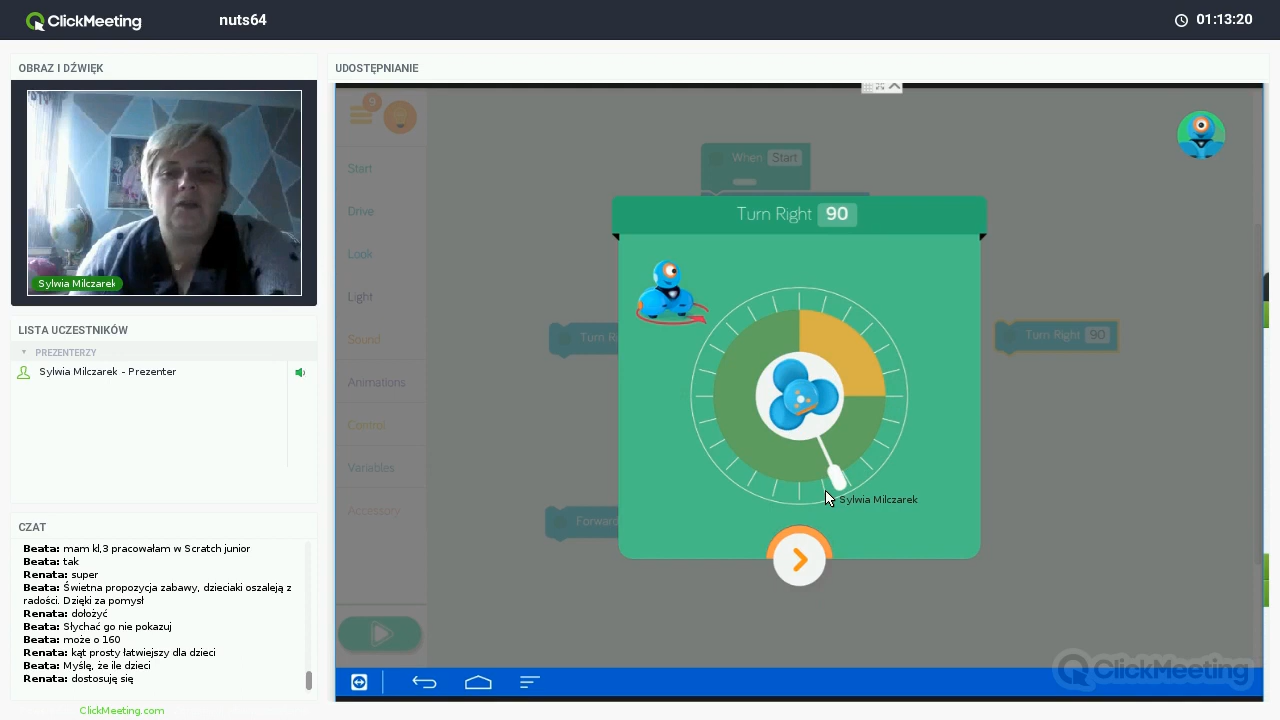 ClickMeeting
nuts64
01:13:20
OBRAZ I DŹWIĘK
UDOSTĘPNIANIE
Sylwia Milczarek
LISTA UCZESTNIKÓW
PREZENTERZY
Sylwia Milczarek - Prezenter
CZAT
Beata: mam kl,3 pracowałam w Scratch junior
Beata: tak
Renata: super
Beata: Świetna propozycja zabawy, dzieciaki oszaleją z
radości. Dzięki za pomysł
Renata: dołożyć
Beata: Słychać go nie pokazuj
Beata: może o 160
Renata: kąt prosty łatwiejszy dla dzieci
Beata: Myślę, że ile dzieci
Renata: dostosuję się
ClickMeeting.com
9
Start
Drive
Look
Light
Sound
Animations
Control
Variables
Accessory
When Start
Turn Right 90
Turn Ri
Turn Right 90
Forward
Sylwia Milczarek
ClickMeeting